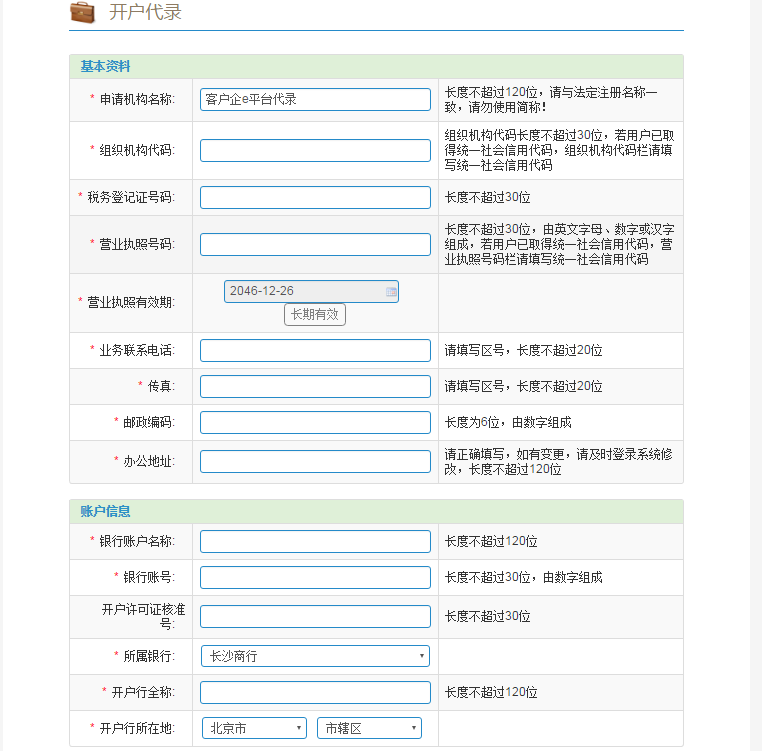 开户代录
基本资料
* 申请机构名称: 客户企e平台代录 长度不超过120位，请与法定注册名称一
致，请勿使用简称！
* 组织机构代码: 组织机构代码长度不超过30位，若用户已取
得统一社会信用代码，组织机构代码栏请填
写统一社会信用代码
* 税务登记证号码: 长度不超过30位
* 营业执照号码: 长度不超过30位，由英文字母、数字或汉字
组成，若用户已取得统一社会信用代码，营
业执照号码栏请填写统一社会信用代码
* 营业执照有效期: 2046-12-26
长期有效
* 业务联系电话: 请填写区号，长度不超过20位
* 传真: 请填写区号，长度不超过20位
* 邮政编码: 长度为6位，由数字组成
* 办公地址: 请正确填写，如有变更，请及时登录系统修
改，长度不超过120位
账户信息
* 银行账户名称: 长度不超过120位
* 银行账号: 长度不超过30位，由数字组成
开户许可证核准
号: 长度不超过30位
* 所属银行: 长沙商行
* 开户行全称: 长度不超过120位
* 开户行所在地: 北京市 市辖区